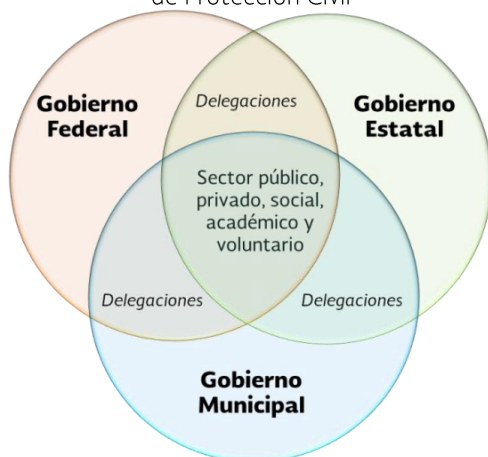 de Protección Civil
Delegaciones
Gobierno
Federal
Gobierno
Estatal
Sector público,
privado, social,
académico y
voluntario
Delegaciones
Delegaciones
Gobierno
Municipal